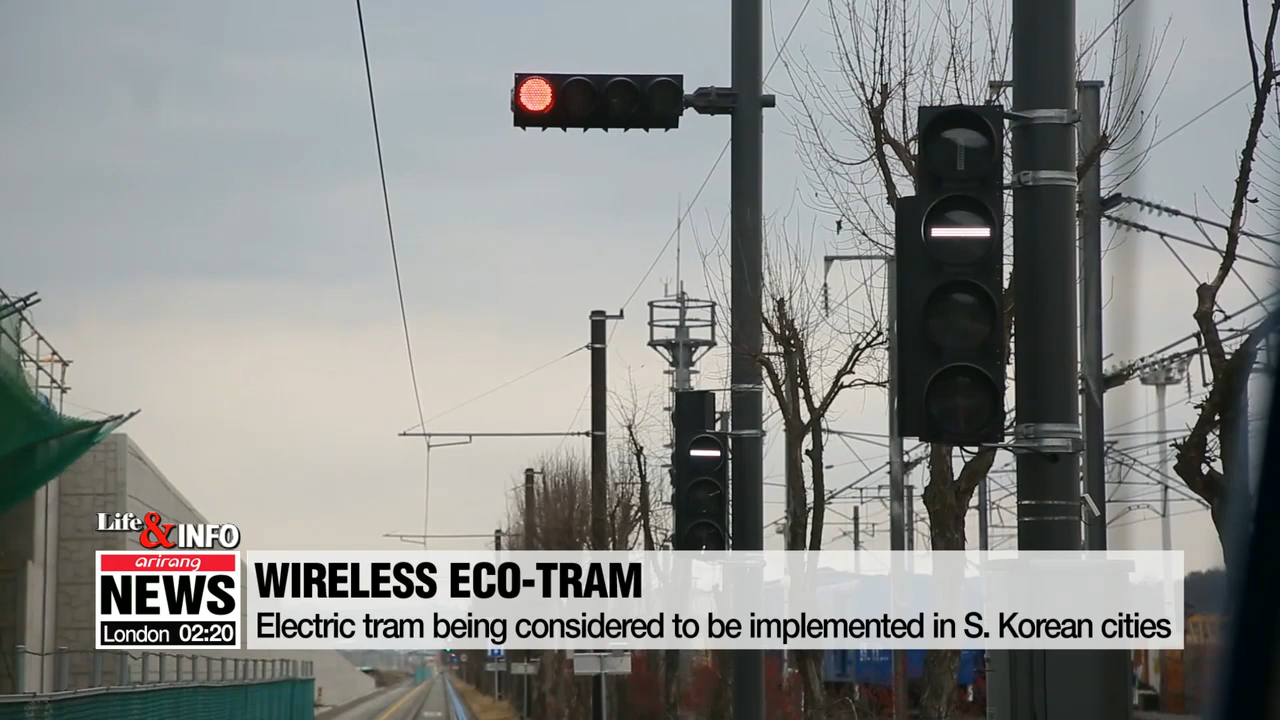 Life & INFO
arirang
NEWS
London 02:20
WIRELESS ECO-TRAM
Electric tram being considered to be implemented in S. Korean cities